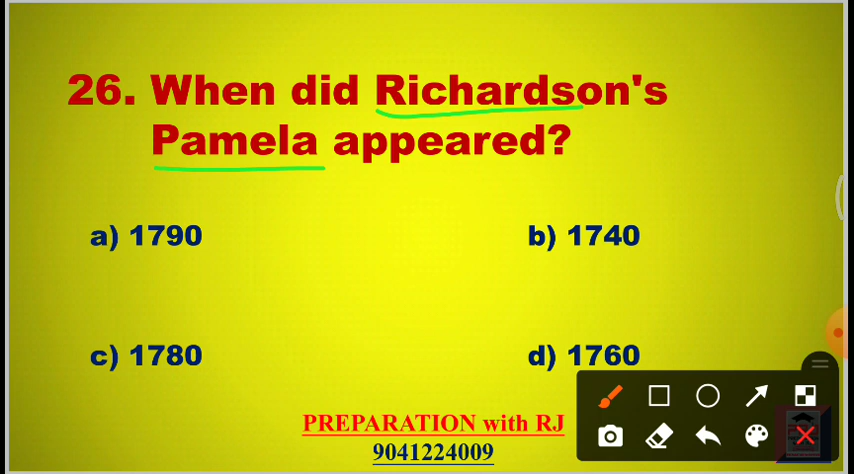 26. When did Richardson's
Pamela appeared?
a) 1790
b) 1740
c) 1780
d) 1760
PREPARATION with RJ
9041224009